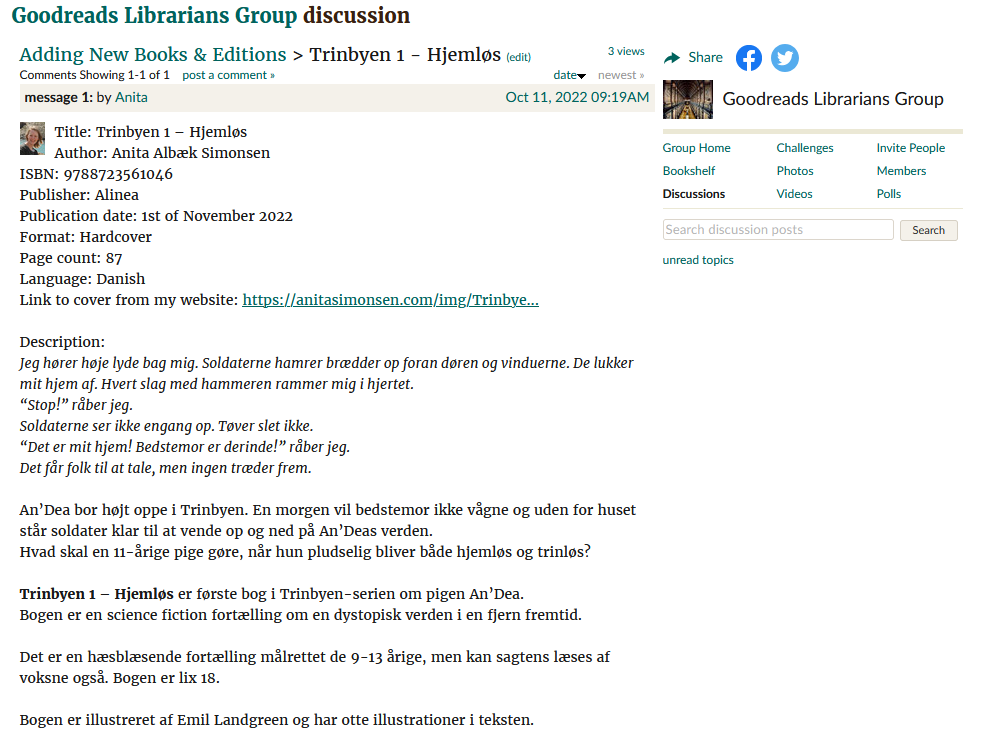 Goodreads Librarians Group discussion
Adding New Books & Editions > Trinbyen 1 - Hjemløs (edit)
3 views
Comments Showing 1-1 of 1 post a comment »
date newest »
message 1: by Anita
Oct 11, 2022 09:19AM
Title: Trinbyen 1 – Hjemløs
Author: Anita Albæk Simonsen
ISBN: 9788723561046
Publisher: Alinea
Publication date: 1st of November 2022
Format: Hardcover
Page count: 87
Language: Danish
Link to cover from my website: https://anitasimonsen.com/img/Trinbye...
Description:
Jeg hører høje lyde bag mig. Soldaterne hamrer brædder op foran døren og vinduerne. De lukker
mit hjem af. Hvert slag med hammeren rammer mig i hjertet.
“Stop!” råber jeg.
Soldaterne ser ikke engang op. Tøver slet ikke.
“Det er mit hjem! Bedstemor er derinde!” råber jeg.
Det får folk til at tale, men ingen træder frem.
An’Dea bor højt oppe i Trinbyen. En morgen vil bedstemor ikke vågne og uden for huset
står soldater klar til at vende op og ned på An’Deas verden.
Hvad skal en 11-årige pige gøre, når hun pludselig bliver både hjemløs og trinløs?
Trinbyen 1 – Hjemløs er første bog i Trinbyen-serien om pigen An’Dea.
Bogen er en science fiction fortælling om en dystopisk verden i en fjern fremtid.
Det er en hæsblæsende fortælling målrettet de 9-13 årige, men kan sagtens læses af
voksne også. Bogen er lix 18.
Bogen er illustreret af Emil Landgreen og har otte illustrationer i teksten.
Share
Goodreads Librarians Group
Group Home Challenges Invite People
Bookshelf Photos Members
Discussions Videos Polls
Search discussion posts Search
unread topics